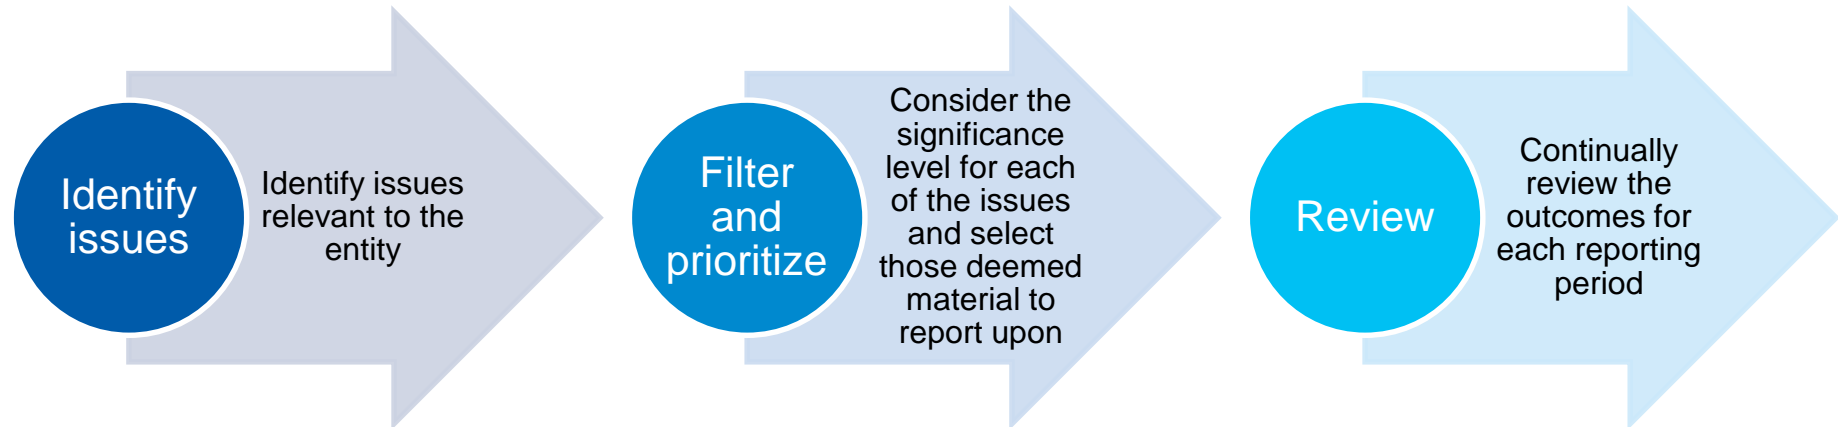 Identify
issues
Identify issues
relevant to the
entity
Filter
and
prioritize
Consider the
significance
level for each
of the issues
and select
those deemed
material to
report upon
Review
Continually
review the
outcomes for
each reporting
period